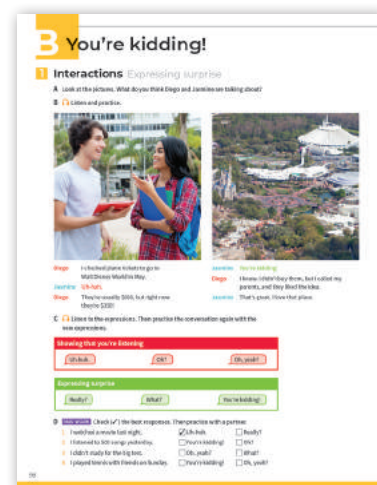 B You're kidding!
1 Interactions Expressing surprise
A Look at the pictures. What do you think Diego and Jasmine are talking about?
B Listen and practice.
Diego I checked plane tickets to go to
Walt Disney World in May.
Jasmine Uh-huh.
Diego They're usually but right now
they're
Jasmine You're kidding!
Diego I know. I didn't buy them, but I called my
parents, and they liked the idea.
Jasmine That's great. I love that place.
C Listen to the expressions. Then practice the conversation again with the
new expressions.
Showing that you're listening
Uh-huh. Oh? Oh, yeah?
Expressing surprise
Really? What? You're kidding!
D PAIR WORK Check (✓) the best responses. Then practice with a partner.
1 I watched a movie last night. ✓ Uh-huh. Really?
2 I listened to songs yesterday. You're kidding! Oh?
3 I didn't study for the big test. Oh, yeah? What?
4 I played tennis with friends on Sunday. You're kidding! Oh, yeah?